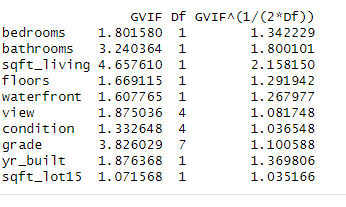 GVIF Df GVIF^(1/(2*Df))
bedrooms 1.801580 1 1.342229
bathrooms 3.240364 1 1.800101
sqft_living 4.657610 1 2.158150
floors 1.669115 1 1.291942
waterfront 1.607765 1 1.267977
view 1.875036 4 1.081748
condition 1.332648 4 1.036548
grade 3.826029 7 1.100588
yr_built 1.876368 1 1.369806
sqft_lot15 1.071568 1 1.035166